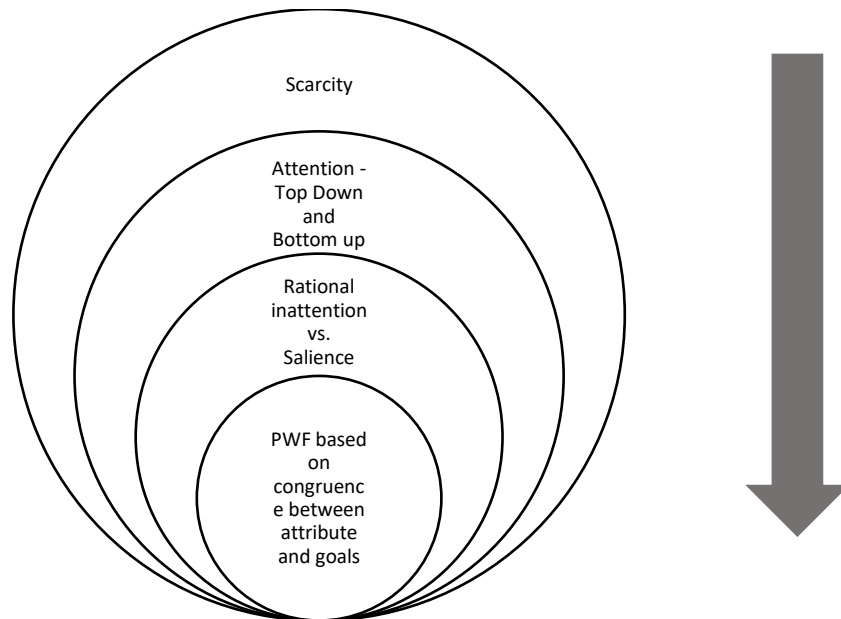 Scarcity
Attention -
Top Down
and
Bottom up
Rational
inattention
vs.
Salience
PWF based
on
congruenc
e between
attribute
and goals